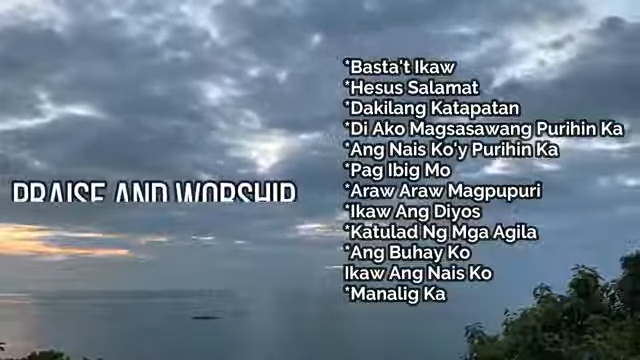 PRAISE AND WORSHIP
*Basta't Ikaw
*Hesus Salamat
*Dakilang Katapatan
*Di Ako Magsasawang Purihin Ka
*Ang Nais Ko'y Purihin Ka
*Pag Ibig Mo
*Araw Araw Magpupuri
*Ikaw Ang Diyos
*Katulad Ng Mga Agila
*Ang Buhay Ko
Ikaw Ang Nais Ko
*Manalig Ka